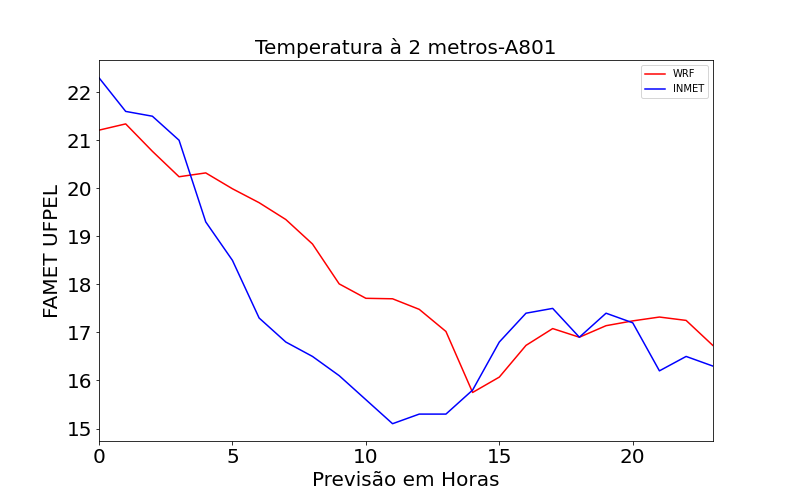 Temperatura à 2 metros-A801
WRF
INMET
22
21
20
19
18
17
16
15
FAMET UFPEL
0 5 10 15 20
Previsão em Horas